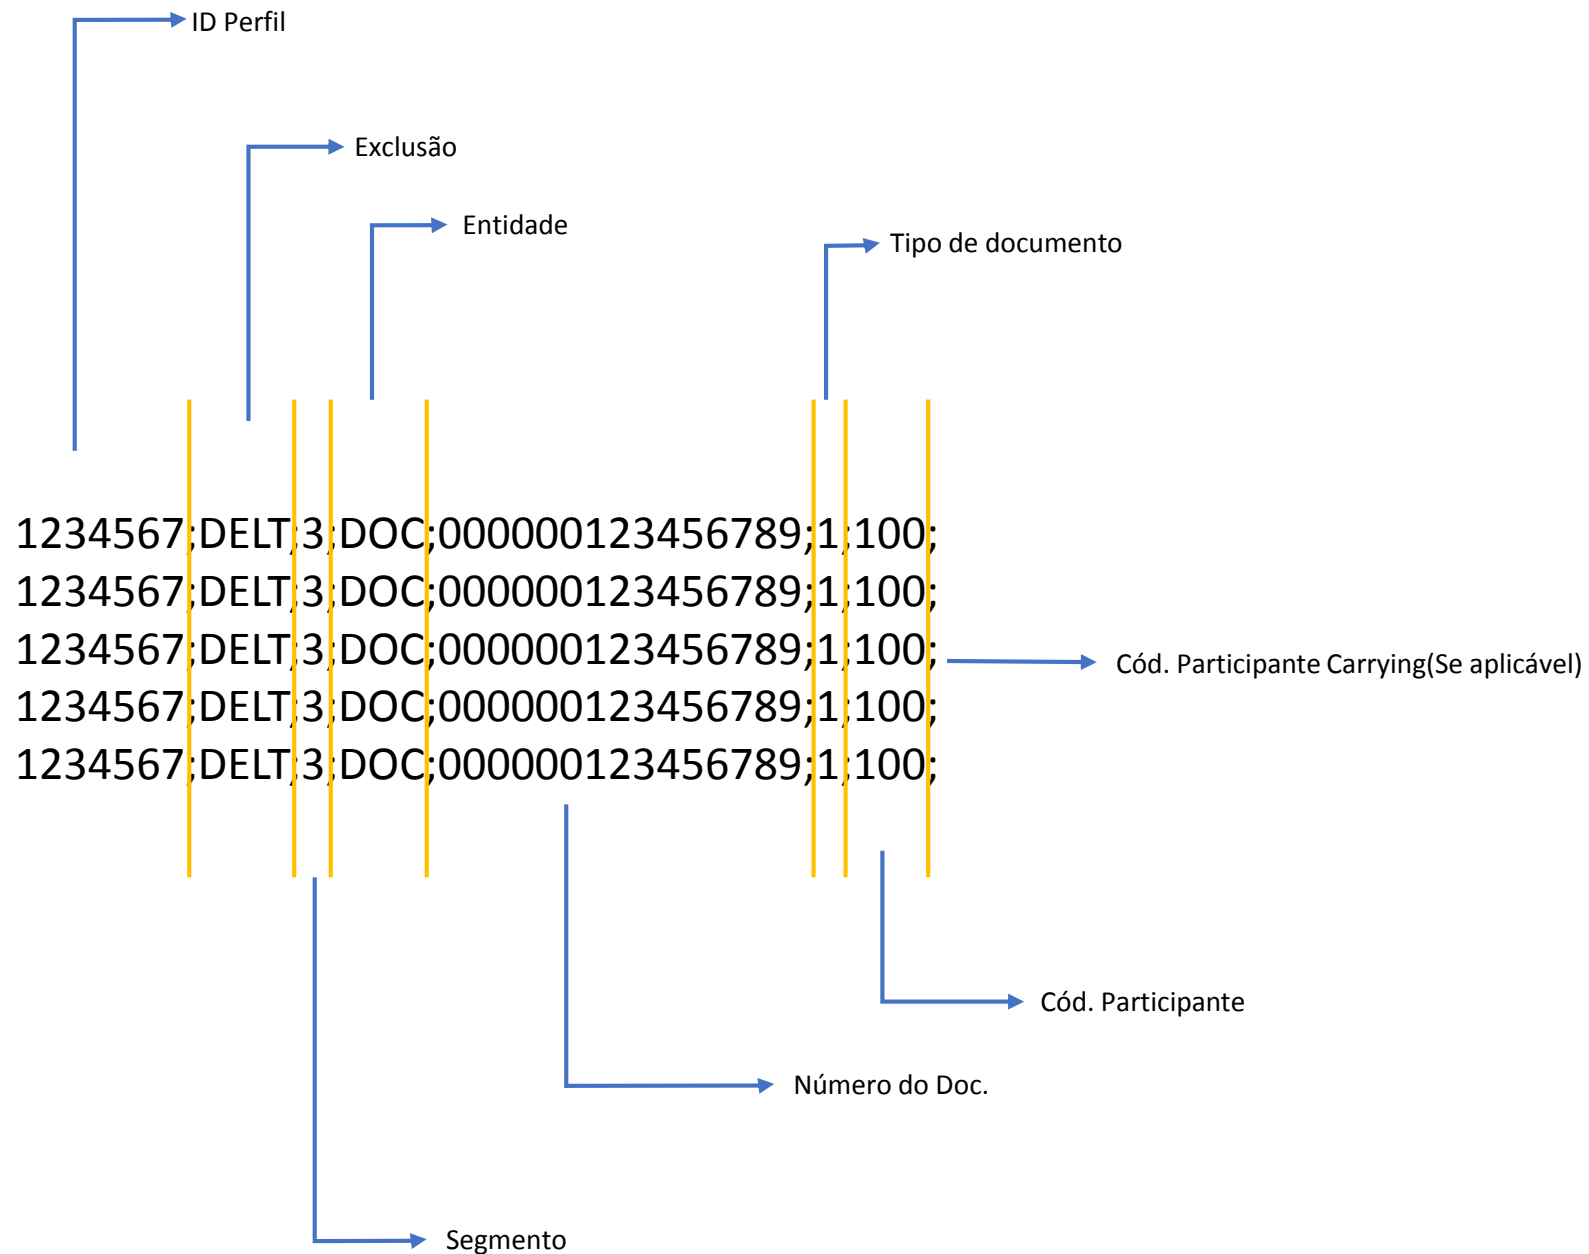 ID Perfil
Exclusão
Entidade
Tipo de documento
1234567;DELT;3;DOC;000000123456789;1;100;
1234567;DELT;3;DOC;000000123456789;1;100;
1234567;DELT;3;DOC;000000123456789;1;100;
Cód. Participante Carrying(Se aplicável)
1234567;DELT;3;DOC;000000123456789;1;100;
1234567;DELT;3;DOC;000000123456789;1;100;
Cód. Participante
Número do Doc.
Segmento